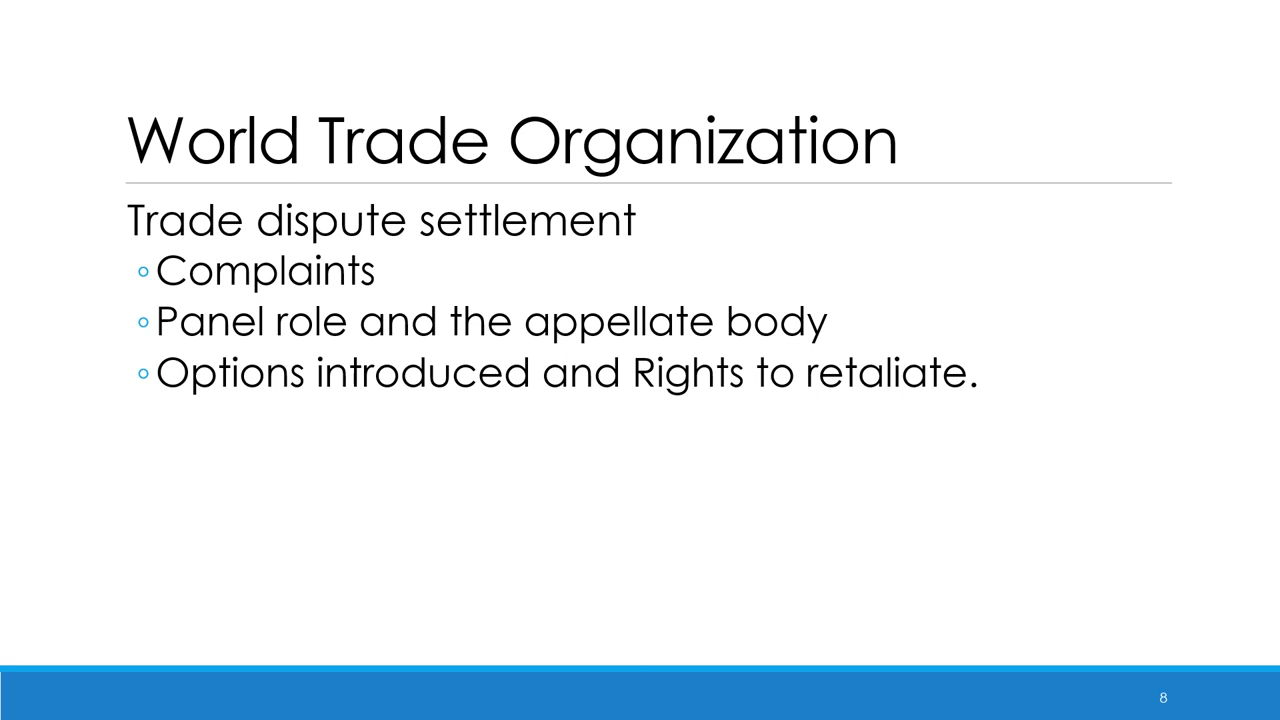 World Trade Organization
Trade dispute settlement
◦Complaints
◦Panel role and the appellate body
◦Options introduced and Rights to retaliate.
8